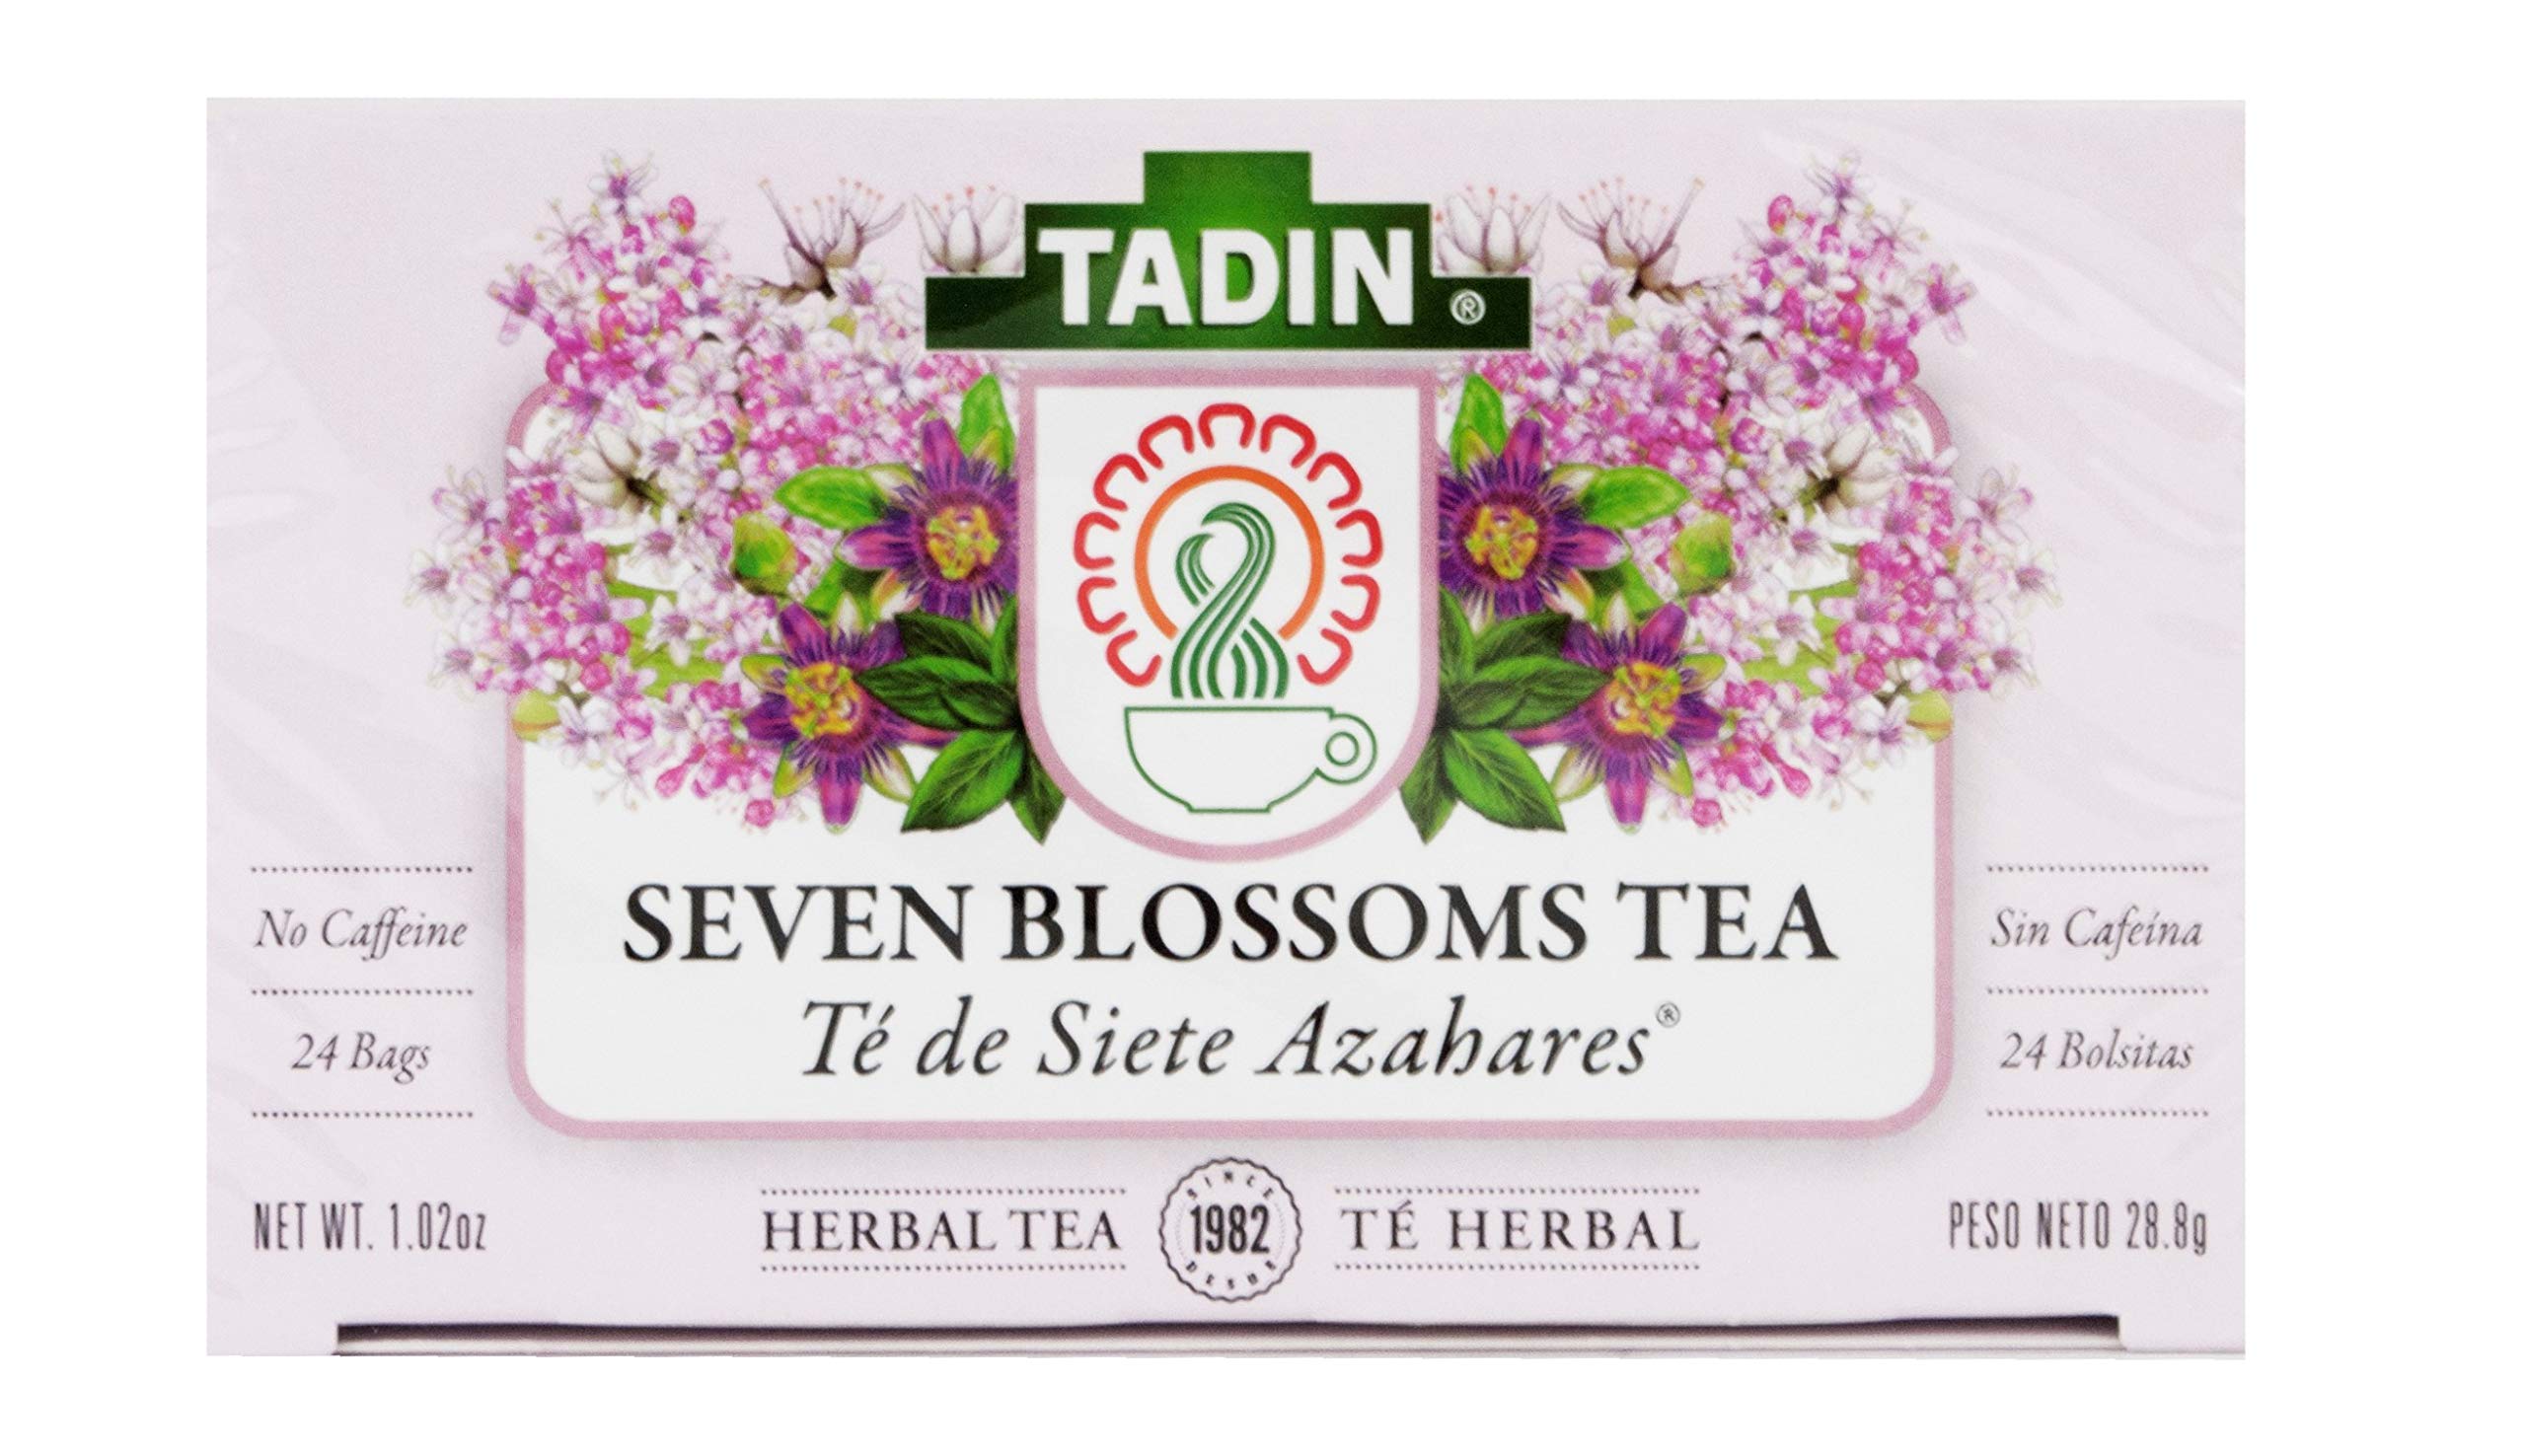 TADIN ®
SEVEN BLOSSOMS TEA
Té de Siete Azahares®
No Caffeine
24 Bags
Sin Cafeína
24 Bolsitas
NET WT. 1.02oz
HERBAL TEA
SINCE
1982
DESDE
TÉ HERBAL
PESO NETO 28.8g